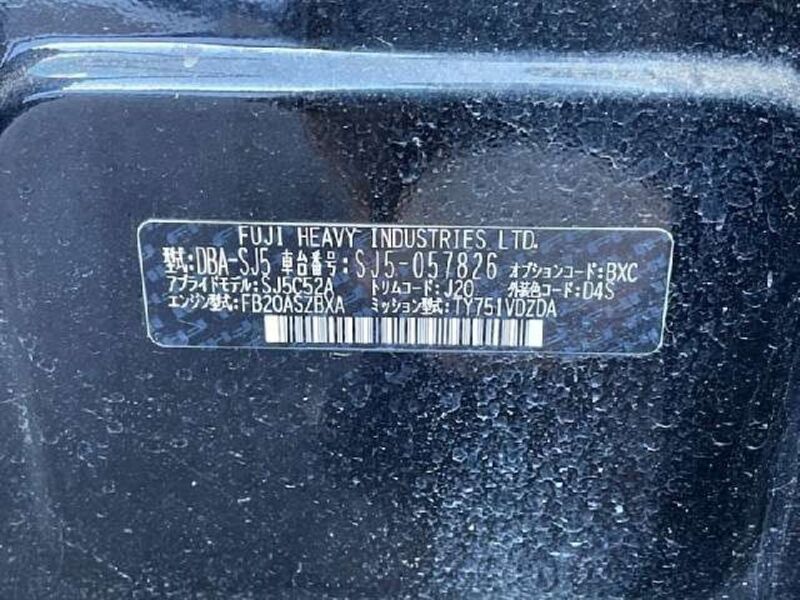 FUJI HEAVY INDUSTRIES LTD.
型式:DBA-SJ5 車台番号:SJ5-057826 オプションコード:BXC
アプライドモデル:SJ5C52A トリムコード:J20 外装色コード:D4S
エンジン型式:FB20ASZBXA ミッション型式:TY751VDZDA